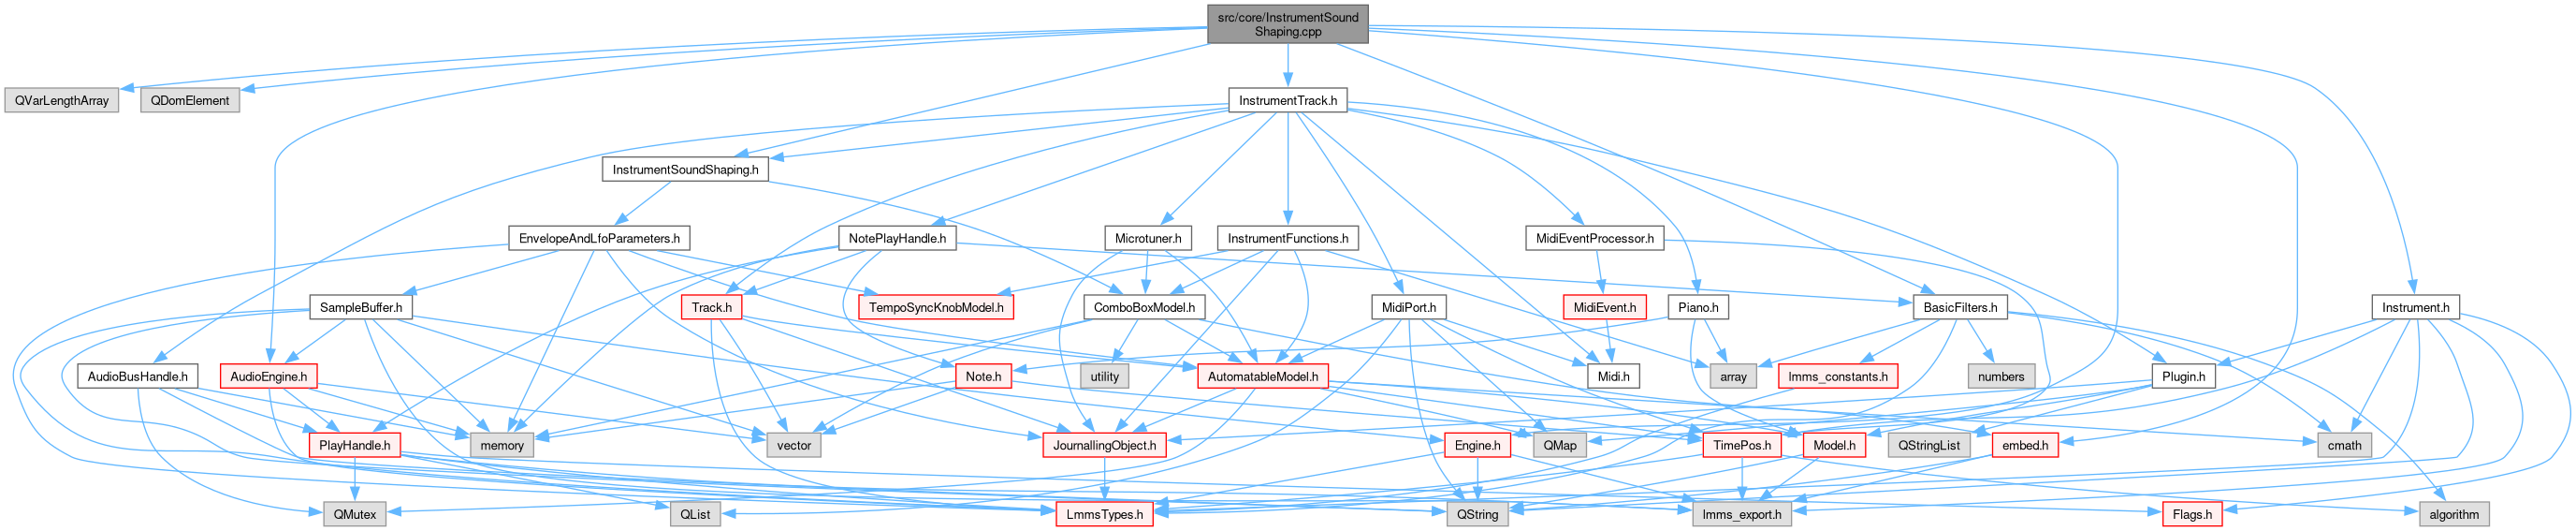 src/core/InstrumentSound
Shaping.cpp
QVarLengthArray
QDomElement
InstrumentTrack.h
InstrumentSoundShaping.h
EnvelopeAndLfoParameters.h
NotePlayHandle.h
Microtuner.h
InstrumentFunctions.h
MidiEventProcessor.h
SampleBuffer.h
Track.h
TempoSyncKnobModel.h
ComboBoxModel.h
MidiPort.h
MidiEvent.h
Piano.h
BasicFilters.h
Instrument.h
AudioBusHandle.h
AudioEngine.h
Note.h
utility
AutomatableModel.h
Midi.h
array
lmms_constants.h
numbers
Plugin.h
PlayHandle.h
memory
vector
JournallingObject.h
Engine.h
QMap
TimePos.h
Model.h
QStringList
embed.h
cmath
QMutex
QList
LmmsTypes.h
QString
lmms_export.h
Flags.h
algorithm